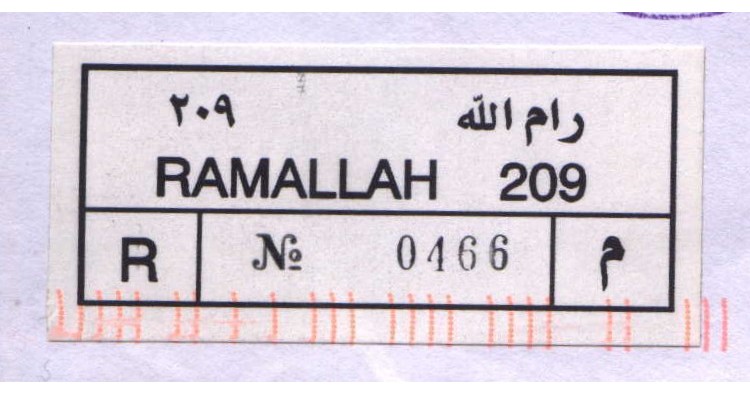 رام الله ٢٠٩
RAMALLAH 209
R № 0466 م